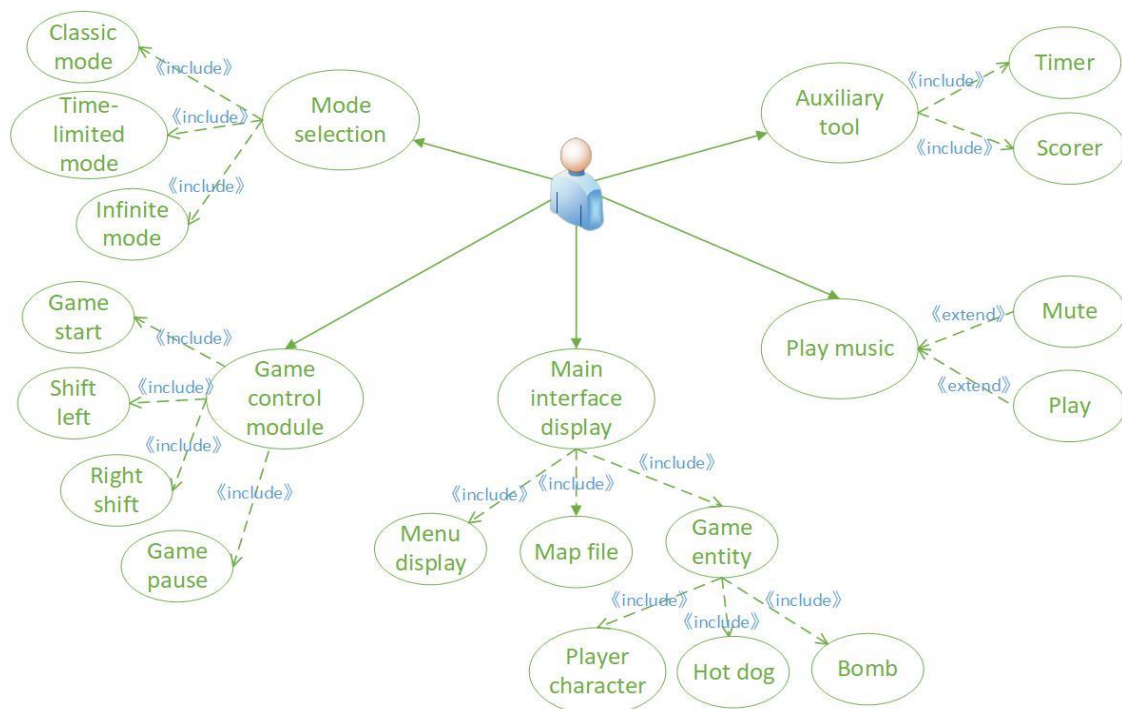 Classic
mode
《include》
Time-
limited
mode
《include》
Mode
selection
《include》
Infinite
mode
Auxiliary
tool
《include》
Timer
《include》
Scorer
Game
start
《include》
Shift
left
《include》
Game
control
module
《include》
Right
shift
《include》
Game
pause
Main
interface
display
《include》
Menu
display
《include》
Map file
《include》
Game
entity
《include》
Player
character
《include》
Hot dog
《include》
Bomb
Play music
《extend》
Mute
《extend》
Play